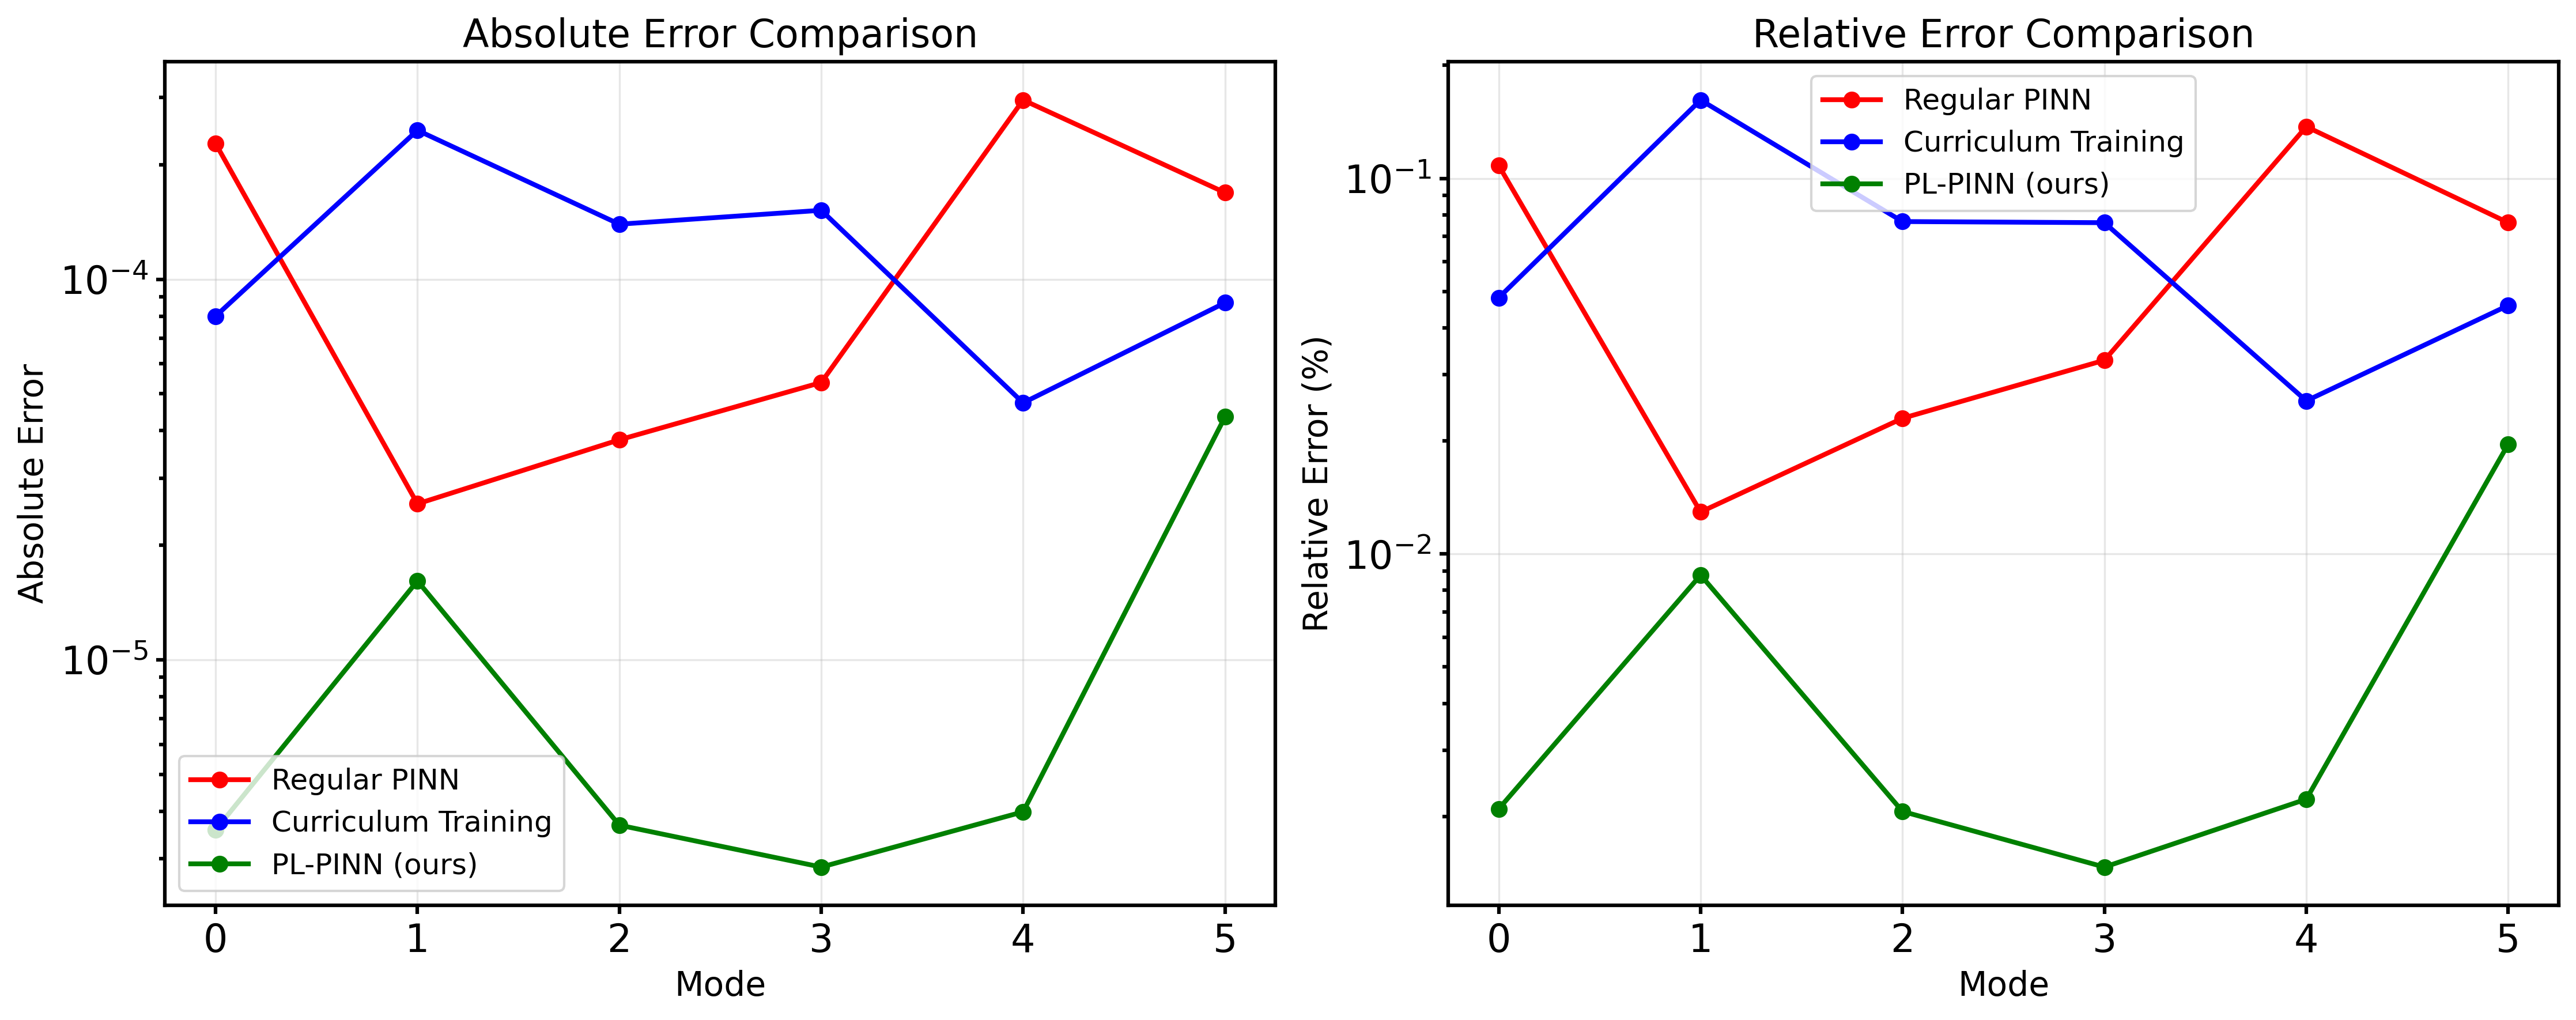 Absolute Error Comparison
Absolute Error
10⁻⁴
10⁻⁵
Regular PINN
Curriculum Training
PL-PINN (ours)
0 1 2 3 4 5
Mode
Relative Error Comparison
Relative Error (%)
10⁻¹
10⁻²
Regular PINN
Curriculum Training
PL-PINN (ours)
0 1 2 3 4 5
Mode